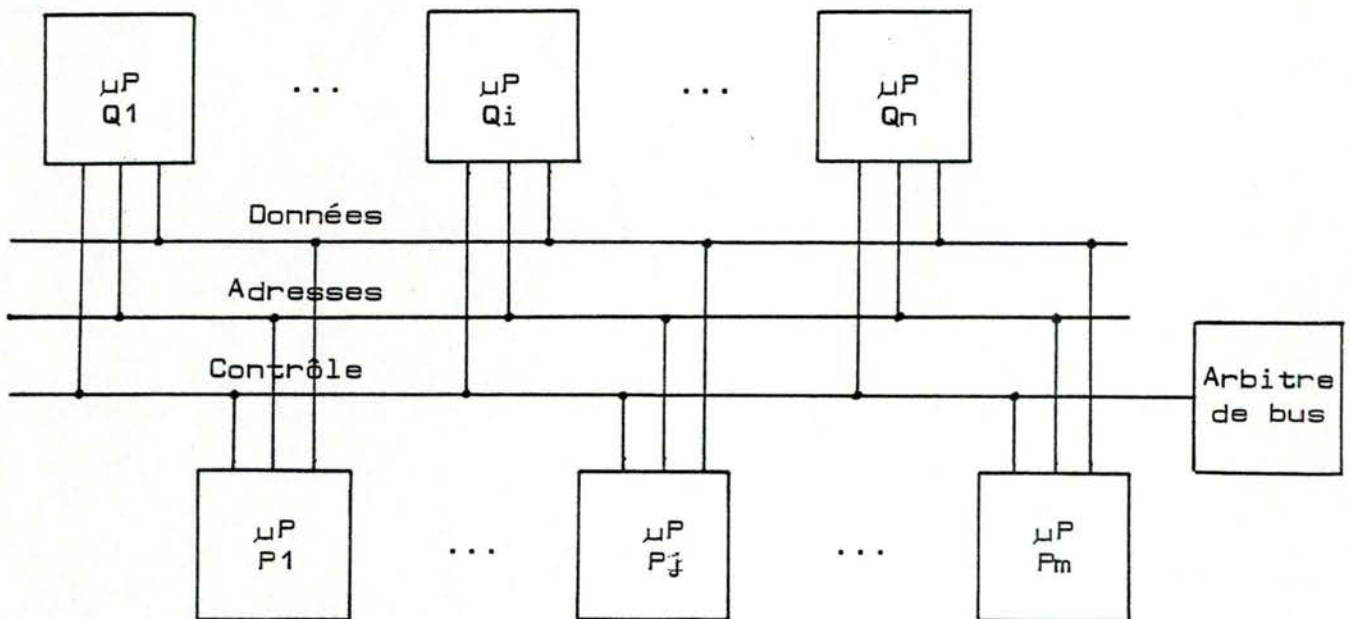 µP
Q1
...
µP
Qi
...
µP
Qn
Données
Adresses
Contrôle
Arbitre
de bus
µP
P1
...
µP
Pj
...
µP
Pm